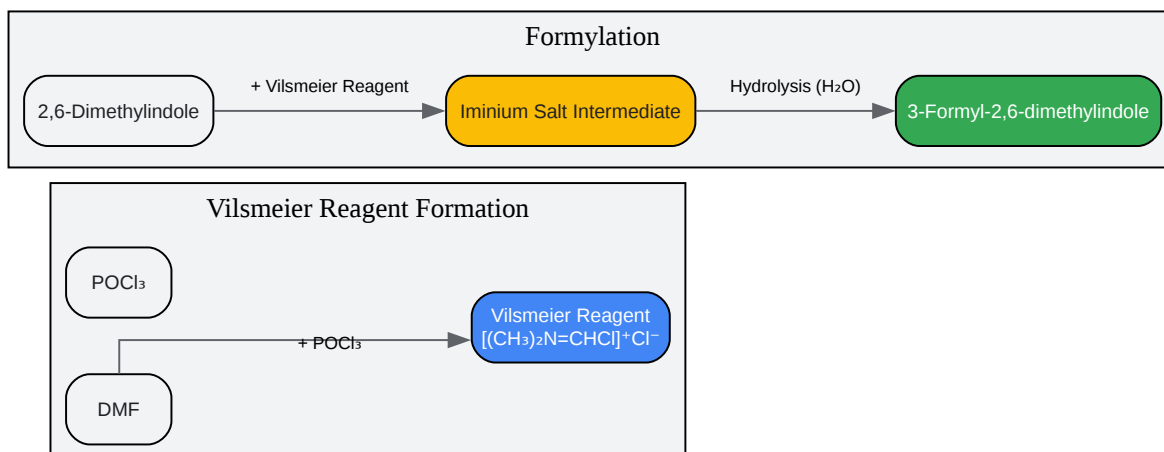 Formylation
2,6-Dimethylindole
+ Vilsmeier Reagent
Iminium Salt Intermediate
Hydrolysis (H₂O)
3-Formyl-2,6-dimethylindole
Vilsmeier Reagent Formation
POCl₃
DMF
+ POCl₃
Vilsmeier Reagent
[(CH₃)₂N=CHCl]⁺Cl⁻